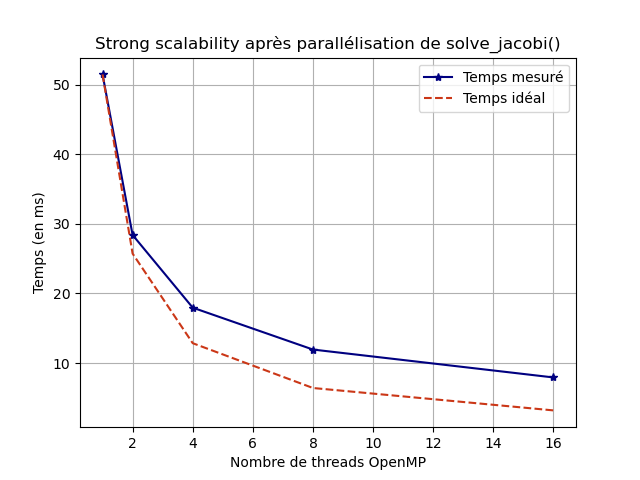 Strong scalability après parallélisation de solve_jacobi()
Temps mesuré
Temps idéal
Temps (en ms)
50
40
30
20
10
2 4 6 8 10 12 14 16
Nombre de threads OpenMP